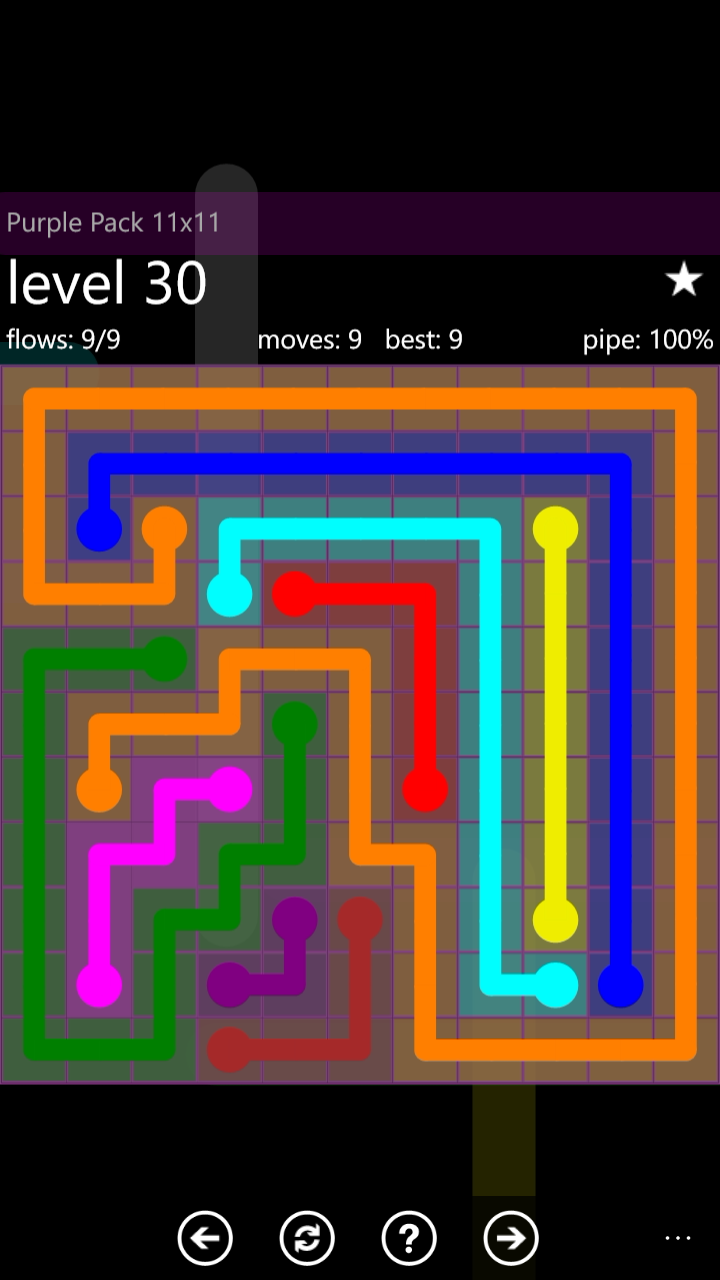 Purple Pack 11x11
level 30
flows: 9/9 moves: 9 best: 9 pipe: 100%
?
...